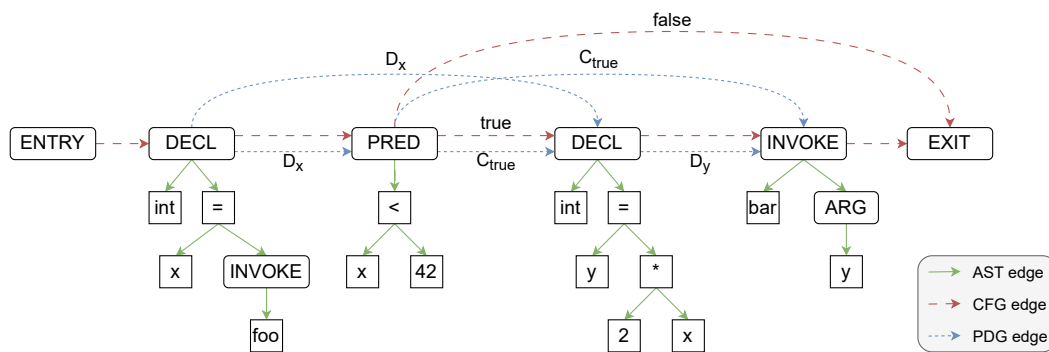 false
D_x C_true
true
ENTRY DECL PRED DECL INVOKE EXIT
D_x C_true D_y
int = < int = bar ARG
x INVOKE x 42 y * y
foo 2 x
AST edge
CFG edge
PDG edge